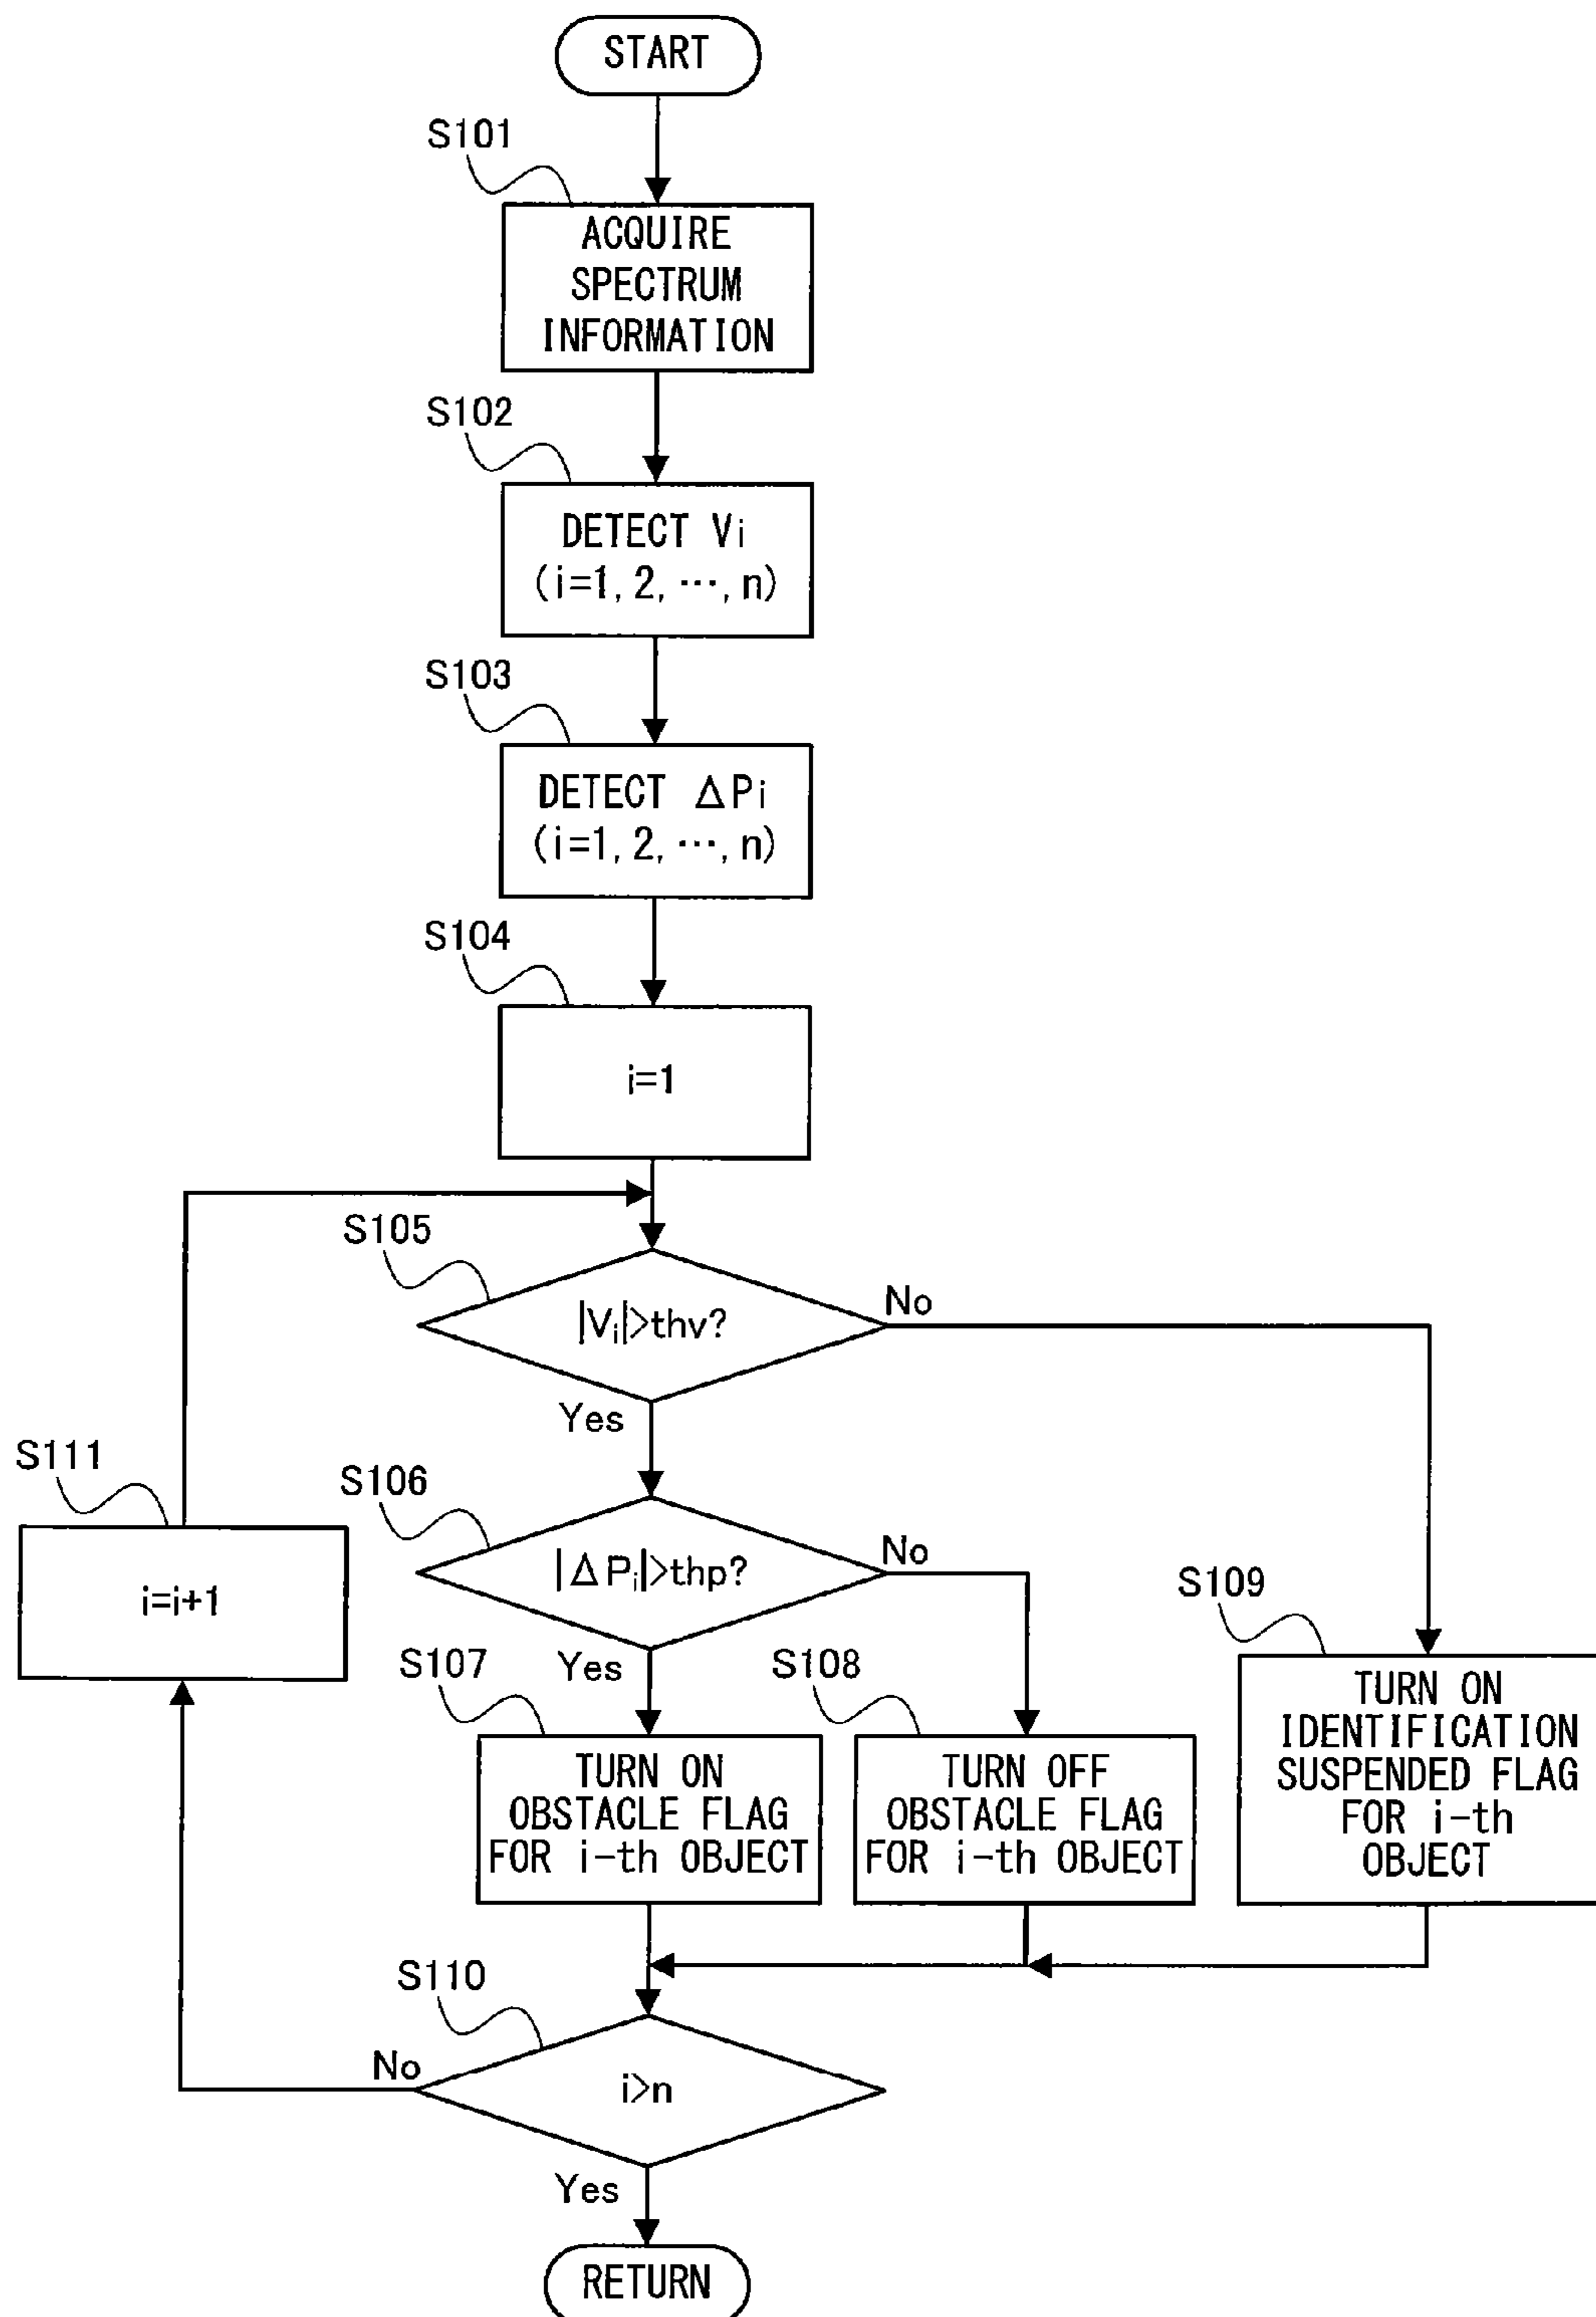 START
S101
ACQUIRE
SPECTRUM
INFORMATION
S102
DETECT Vi
(i=1, 2, ···, n)
S103
DETECT ΔPi
(i=1, 2, ···, n)
S104
i=1
S105
|Vi|>thv?
No
Yes
S111
i=i+1
S106
|ΔPi|>thp?
No
Yes
S107
TURN ON
OBSTACLE FLAG
FOR i-th OBJECT
S108
TURN OFF
OBSTACLE FLAG
FOR i-th OBJECT
S109
TURN ON
IDENTIFICATION
SUSPENDED FLAG
FOR i-th
OBJECT
S110
i>n
No
Yes
RETURN